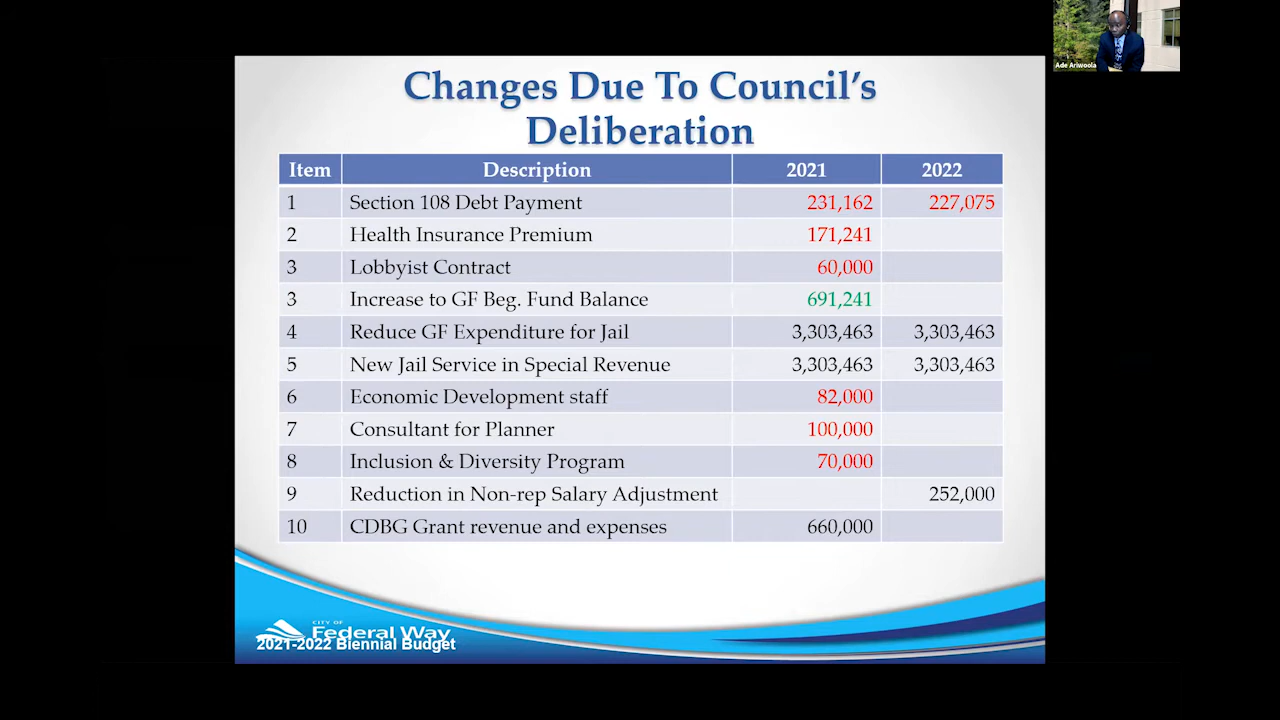 Ade Ariwoola
Changes Due To Council's
Deliberation
Item Description 2021 2022
1 Section 108 Debt Payment 231,162 227,075
2 Health Insurance Premium 171,241
3 Lobbyist Contract 60,000
3 Increase to GF Beg. Fund Balance 691,241
4 Reduce GF Expenditure for Jail 3,303,463 3,303,463
5 New Jail Service in Special Revenue 3,303,463 3,303,463
6 Economic Development staff 82,000
7 Consultant for Planner 100,000
8 Inclusion & Diversity Program 70,000
9 Reduction in Non-rep Salary Adjustment 252,000
10 CDBG Grant revenue and expenses 660,000
CITY OF
Federal Way
2021-2022 Biennial Budget